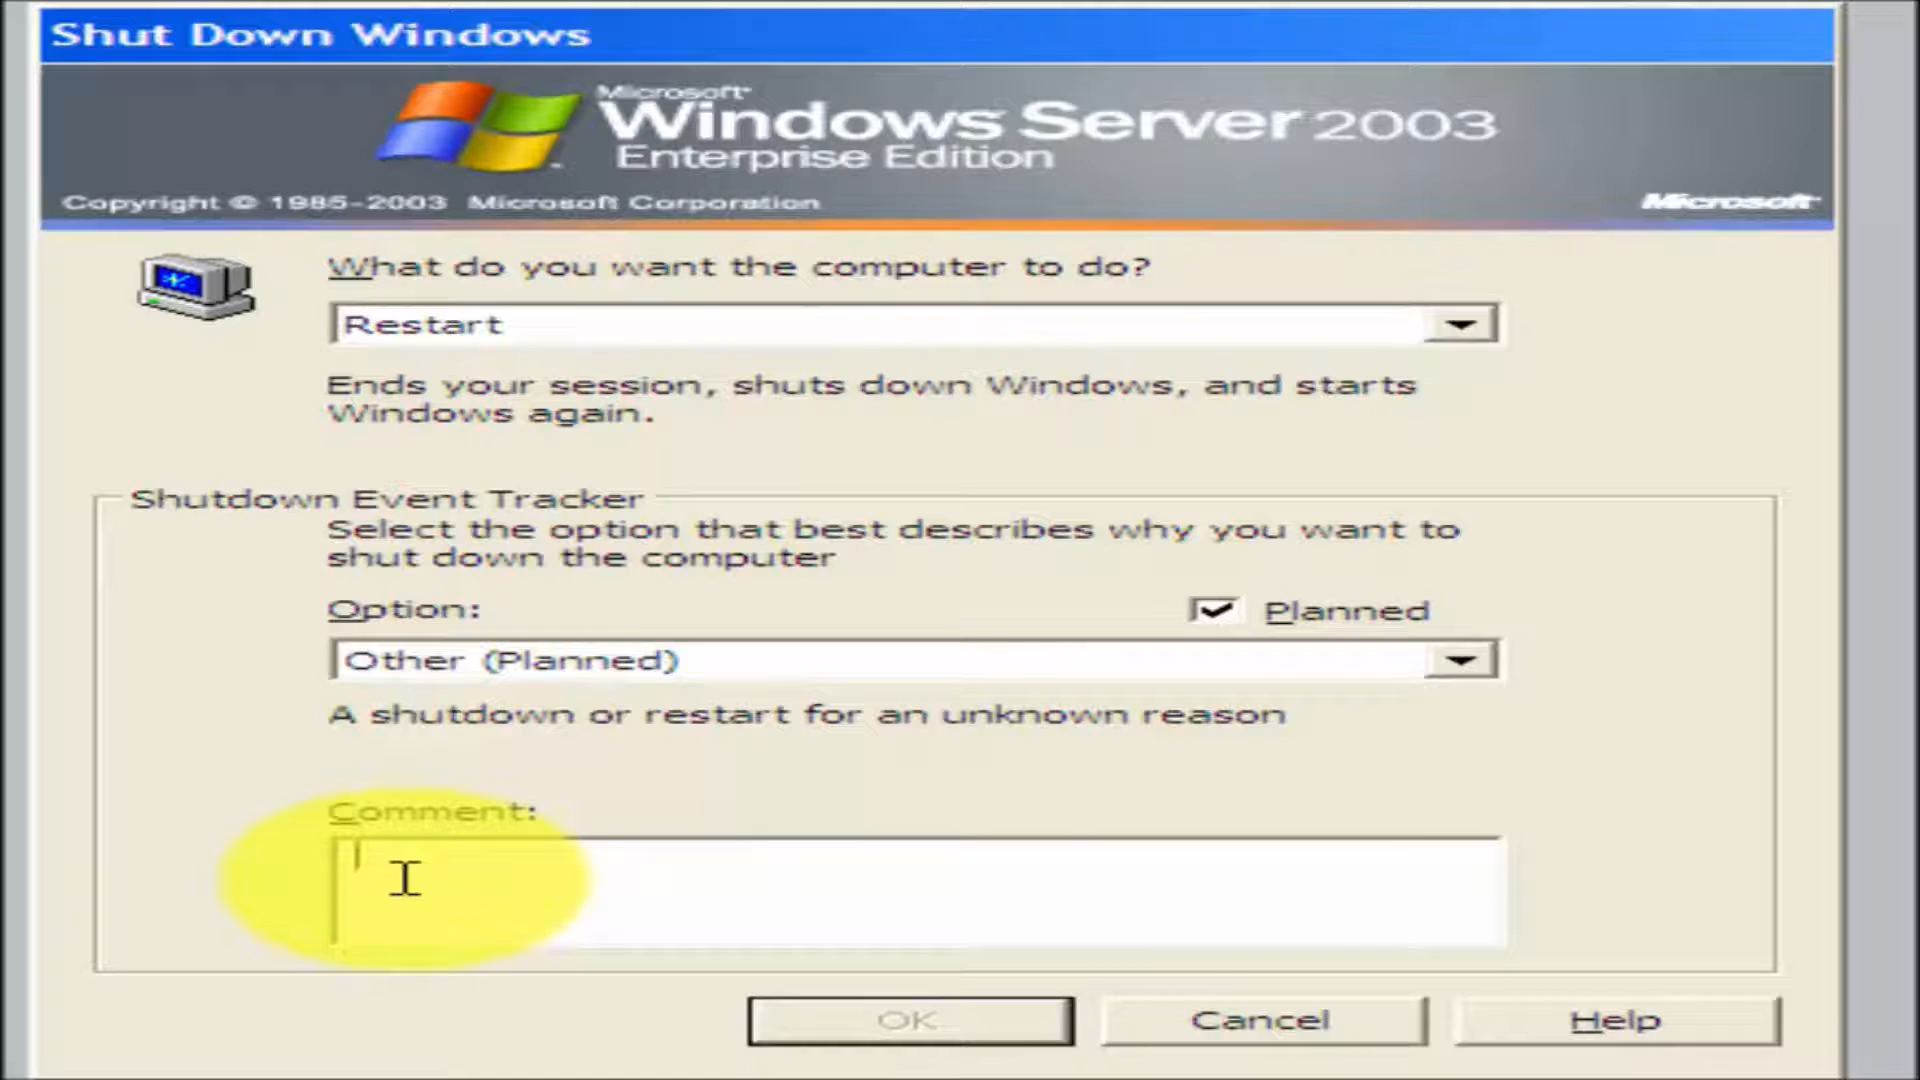 Shut Down Windows
Microsoft
Windows Server 2003
Enterprise Edition
Copyright © 1985-2003 Microsoft Corporation
Microsoft
What do you want the computer to do?
Restart
Ends your session, shuts down Windows, and starts
Windows again.
Shutdown Event Tracker
Select the option that best describes why you want to
shut down the computer
Option:
Planned
Other (Planned)
A shutdown or restart for an unknown reason
Comment:
OK
Cancel
Help